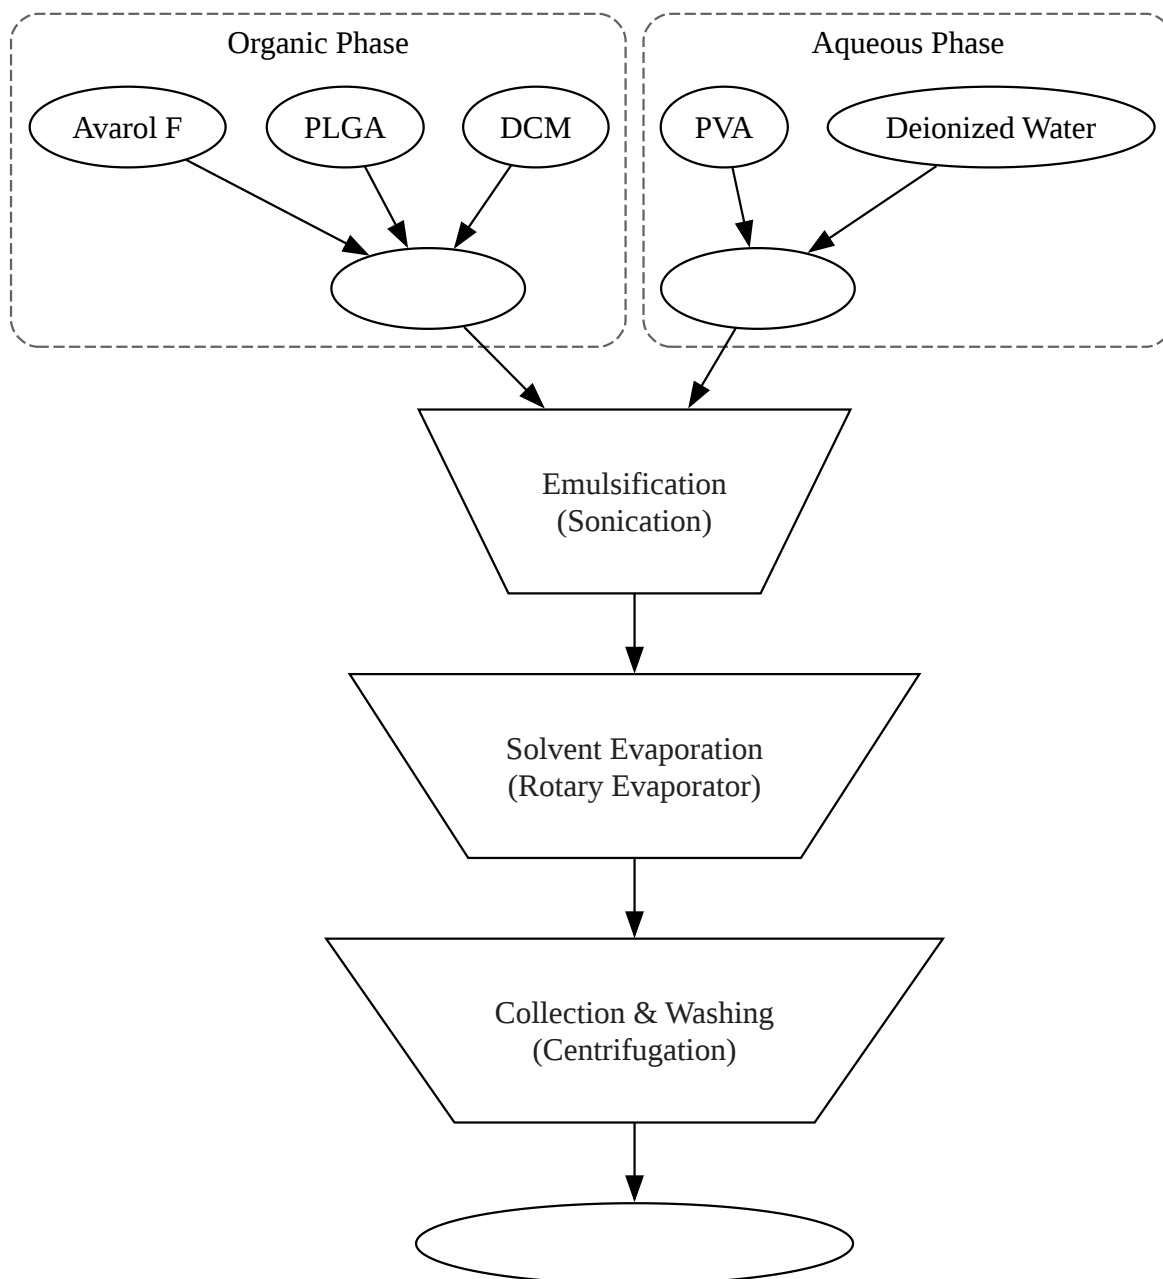 Organic Phase
Aqueous Phase
Avarol F
PLGA
DCM
PVA
Deionized Water
Emulsification
(Sonication)
Solvent Evaporation
(Rotary Evaporator)
Collection & Washing
(Centrifugation)